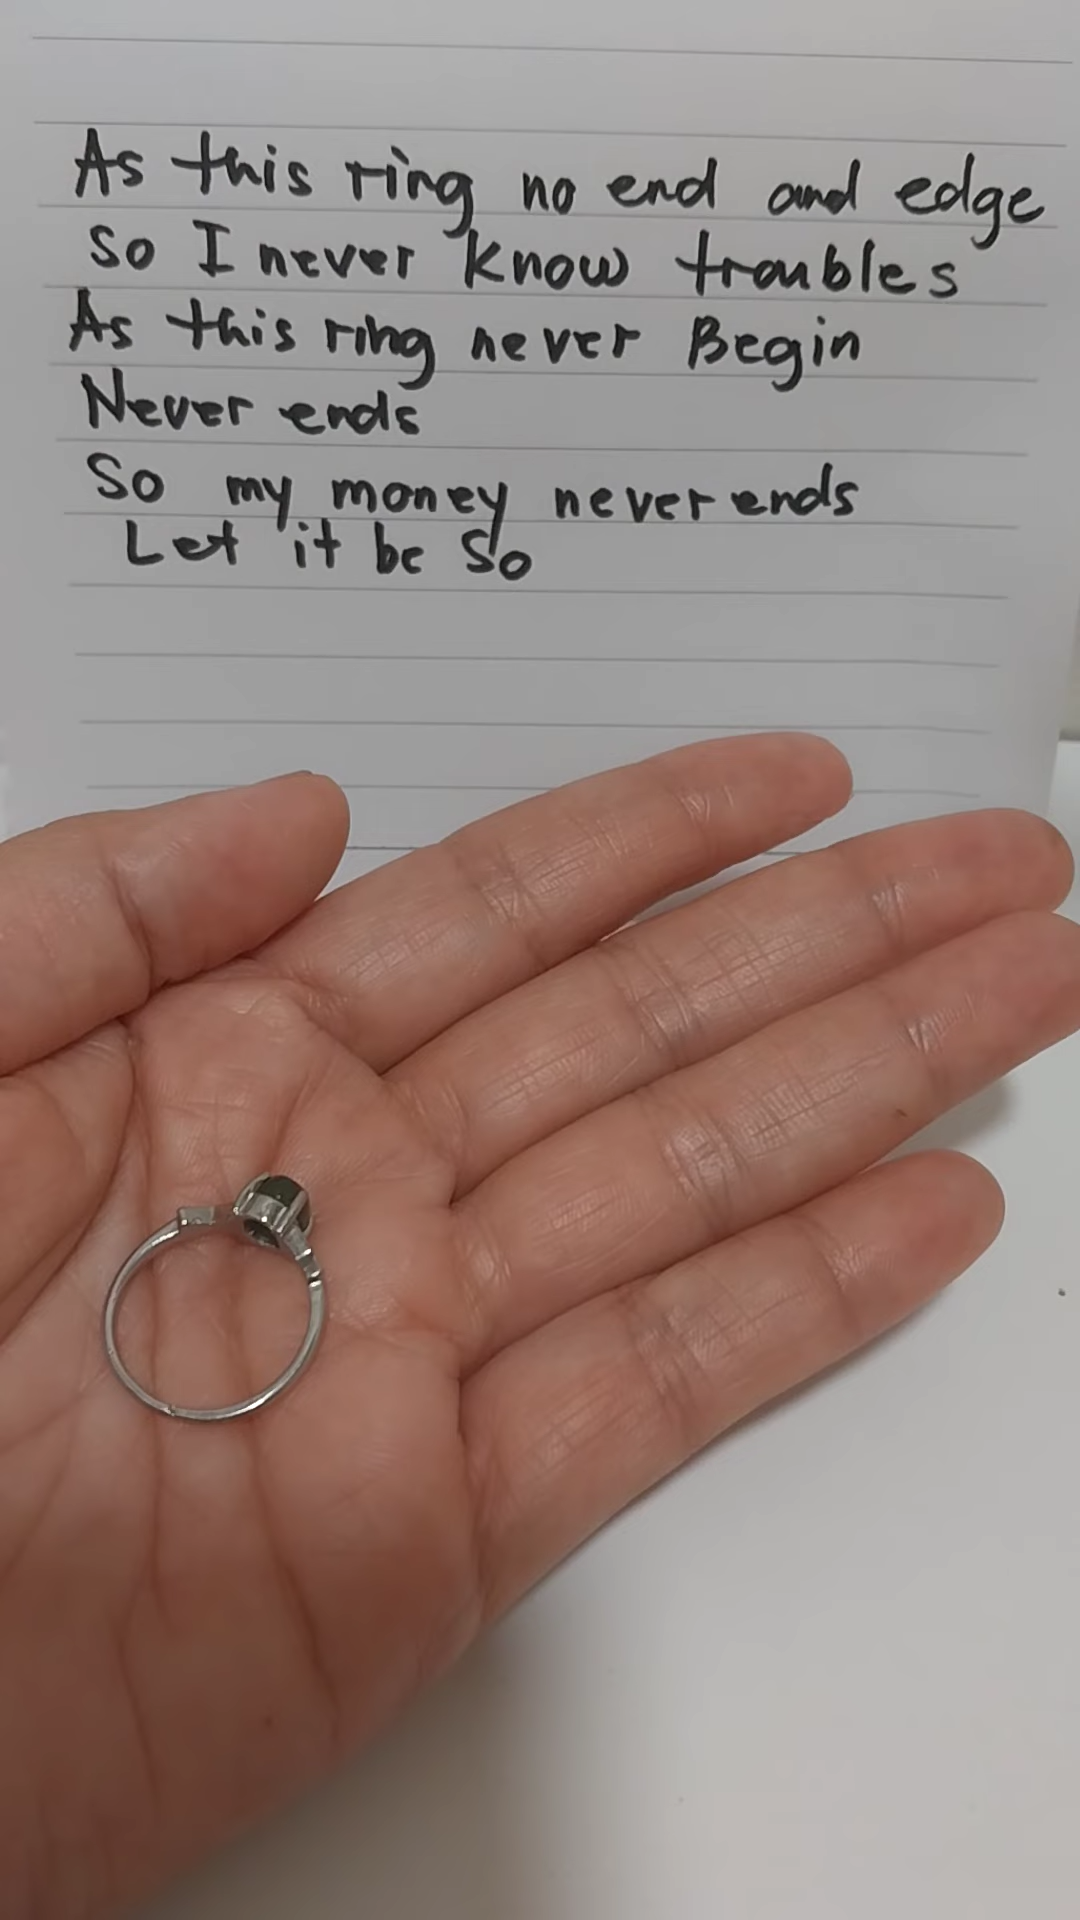 As this ring no end and edge
So I never know troubles
As this ring never Begin
Never ends
So my money never ends
Let it be So